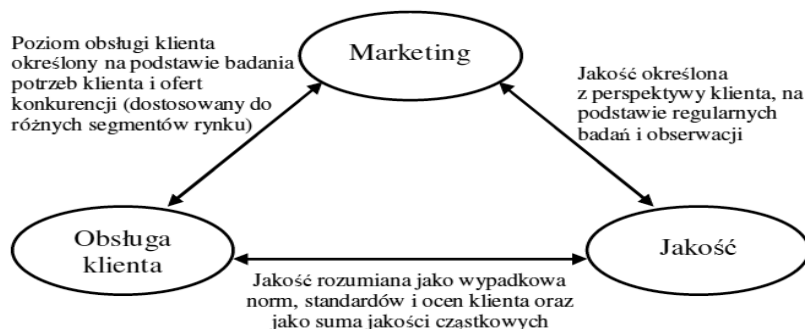 Poziom obsługi klienta
określony na podstawie badania
potrzeb klienta i ofert
konkurencji (dostosowany do
różnych segmentów rynku)
Marketing
Jakość określona
z perspektywy klienta, na
podstawie regularnych
badań i obserwacji
Obsługa
klienta
Jakość
Jakość rozumiana jako wypadkowa
norm, standardów i ocen klienta oraz
jako suma jakości cząstkowych